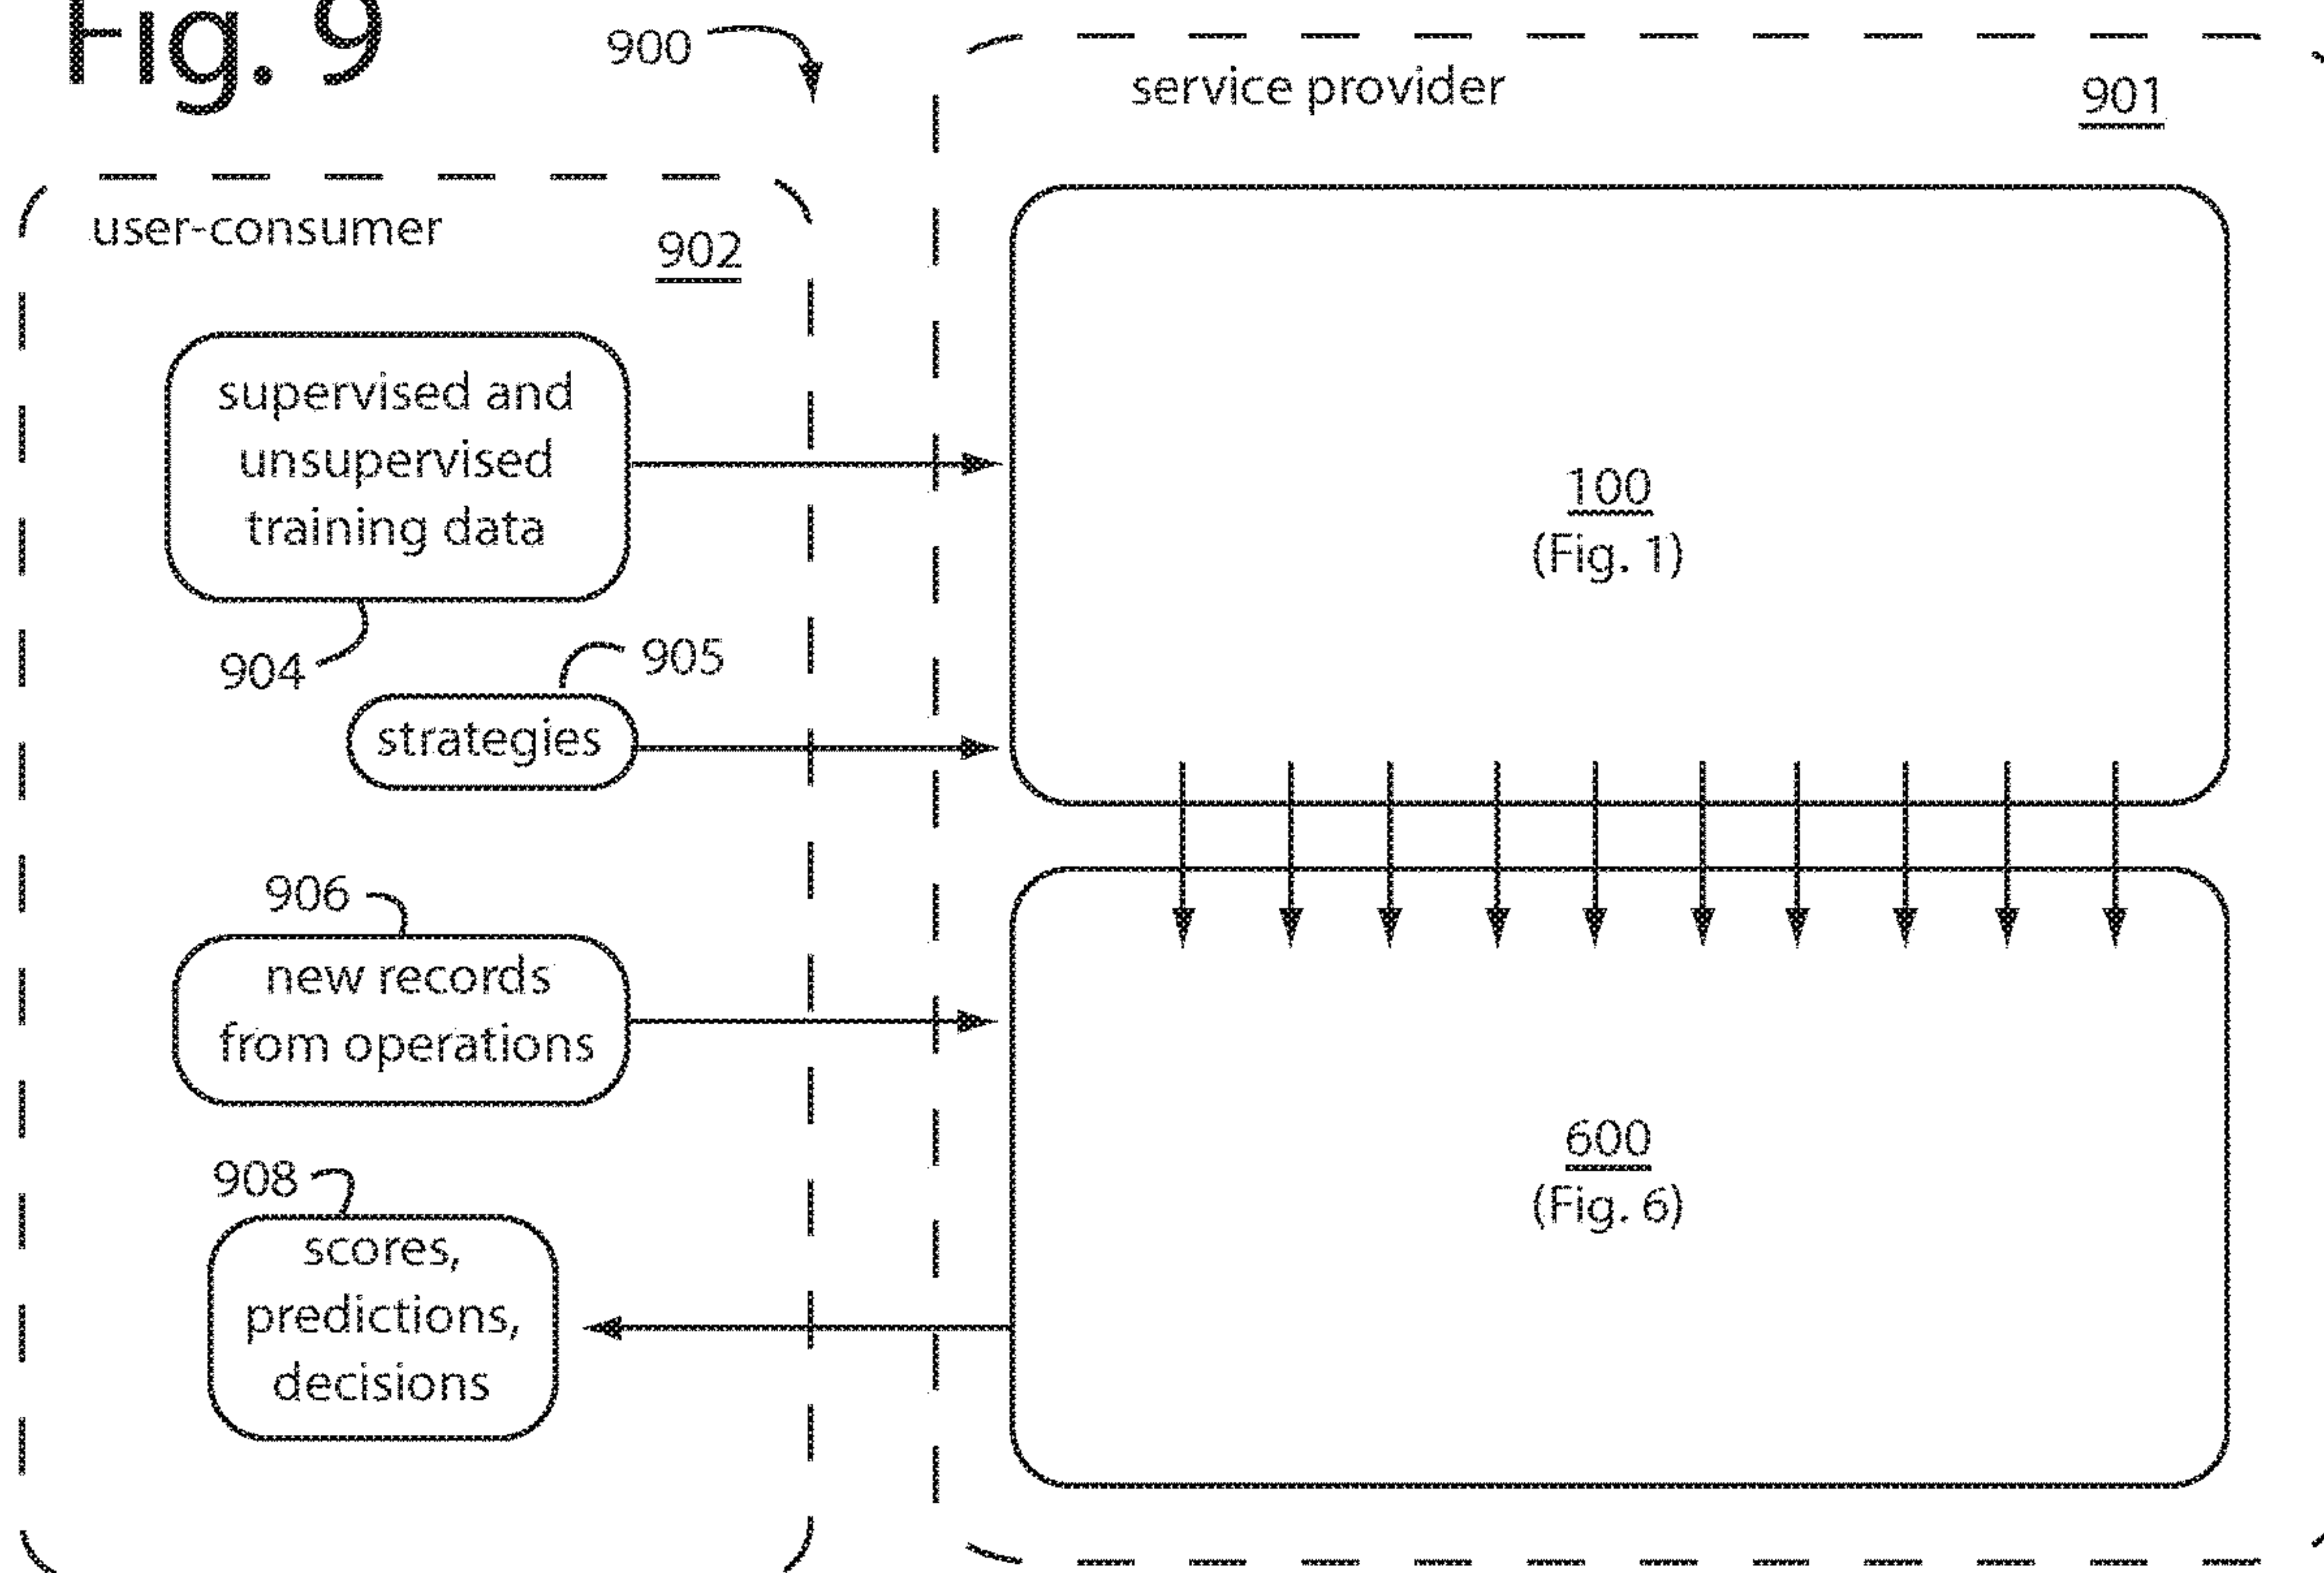 Fig. 9
900
service provider
901
user-consumer
902
supervised and
unsupervised
training data
100
(Fig. 1)
904
905
strategies
906
new records
from operations
600
(Fig. 6)
908
scores,
predictions,
decisions